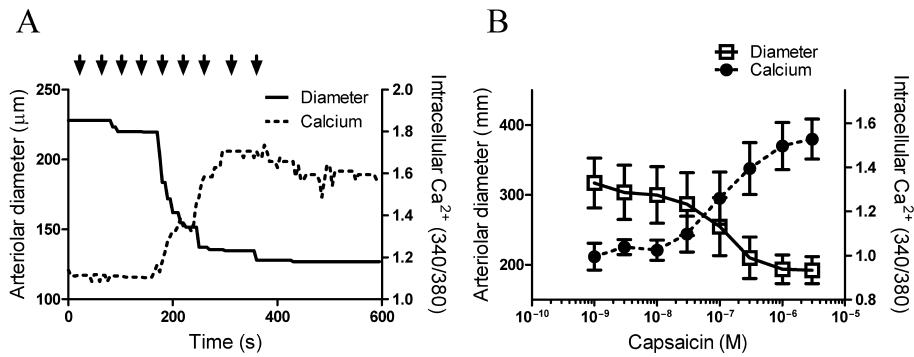 A
B
Diameter
Calcium
Arteriolar diameter (μm)
250
200
150
100
Intracellular Ca²⁺ (340/380)
2.0
1.8
1.6
1.4
1.2
1.0
0
200
400
600
Time (s)
Diameter
Calcium
Arteriolar diameter (mm)
400
300
200
Intracellular Ca²⁺ (340/380)
1.6
1.4
1.2
1.0
0.8
10⁻¹⁰
10⁻⁹
10⁻⁸
10⁻⁷
10⁻⁶
10⁻⁵
Capsaicin (M)